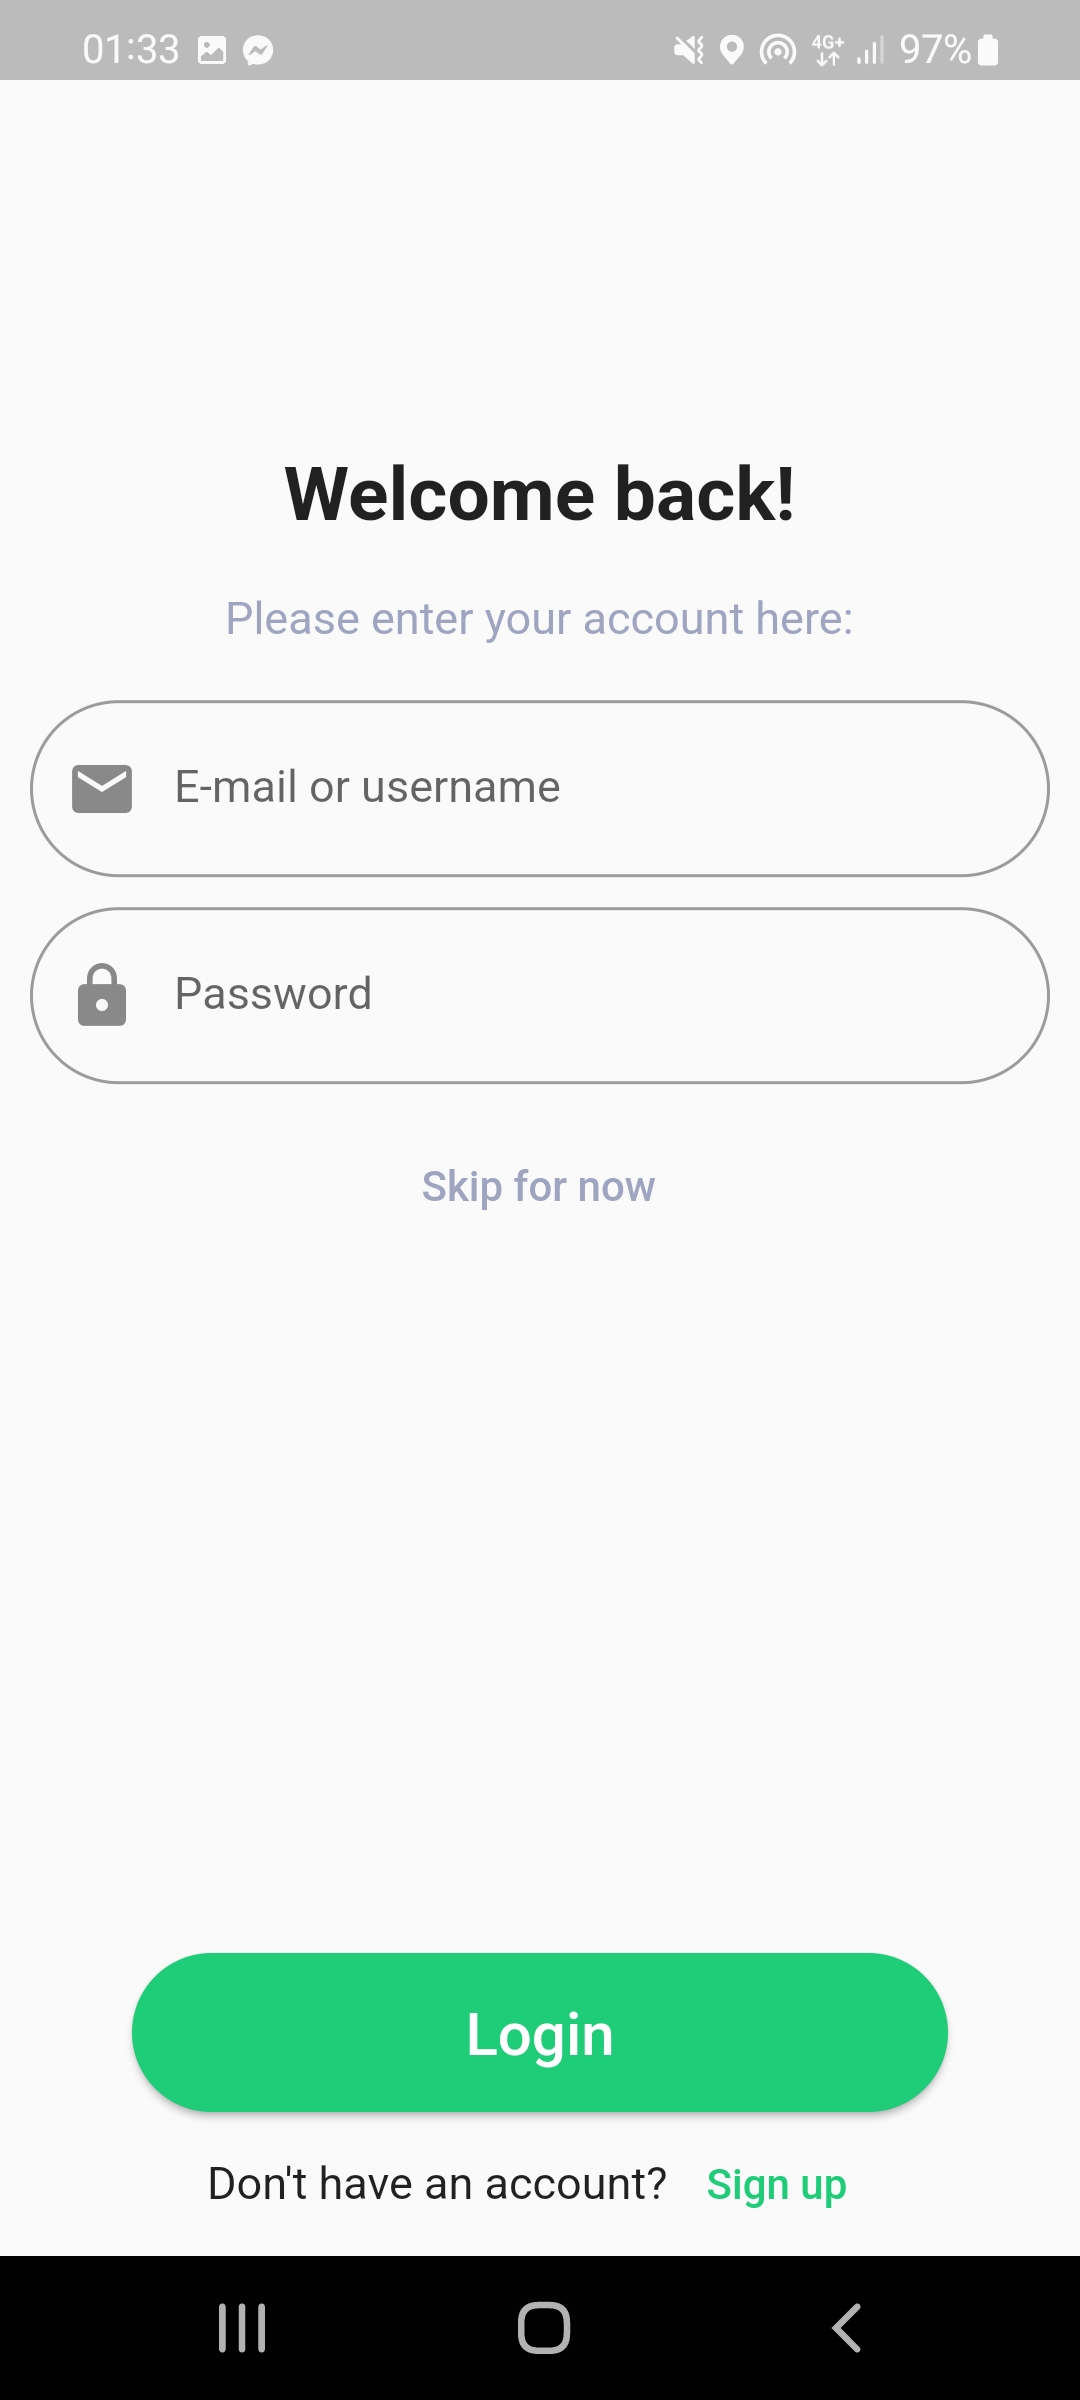 01:33 4G+ 97%
Welcome back!
Please enter your account here:
E-mail or username
Password
Skip for now
Login
Don't have an account? Sign up